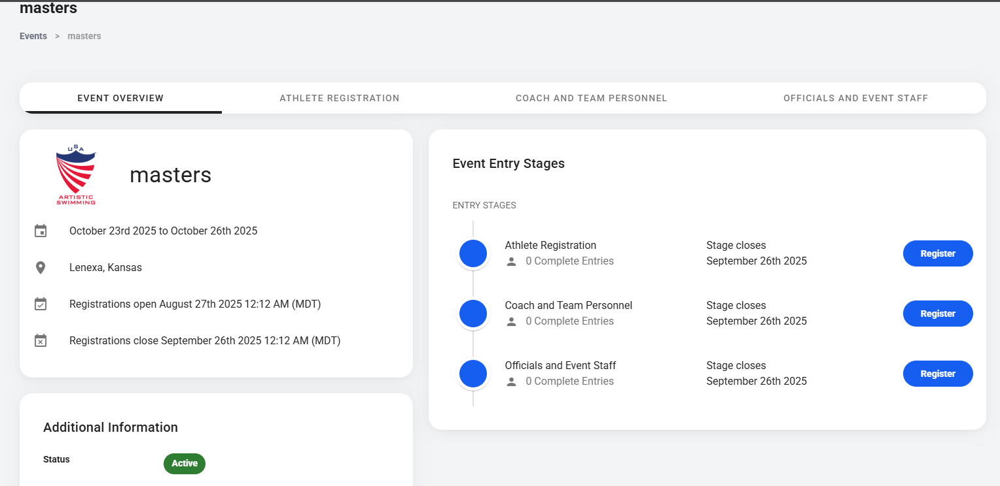 masters
Events > masters
EVENT OVERVIEW
ATHLETE REGISTRATION
COACH AND TEAM PERSONNEL
OFFICIALS AND EVENT STAFF
USA
ARTISTIC
SWIMMING
masters
October 23rd 2025 to October 26th 2025
Lenexa, Kansas
Registrations open August 27th 2025 12:12 AM (MDT)
Registrations close September 26th 2025 12:12 AM (MDT)
Additional Information
Status
Active
Event Entry Stages
ENTRY STAGES
Athlete Registration
0 Complete Entries
Stage closes
September 26th 2025
Register
Coach and Team Personnel
0 Complete Entries
Stage closes
September 26th 2025
Register
Officials and Event Staff
0 Complete Entries
Stage closes
September 26th 2025
Register